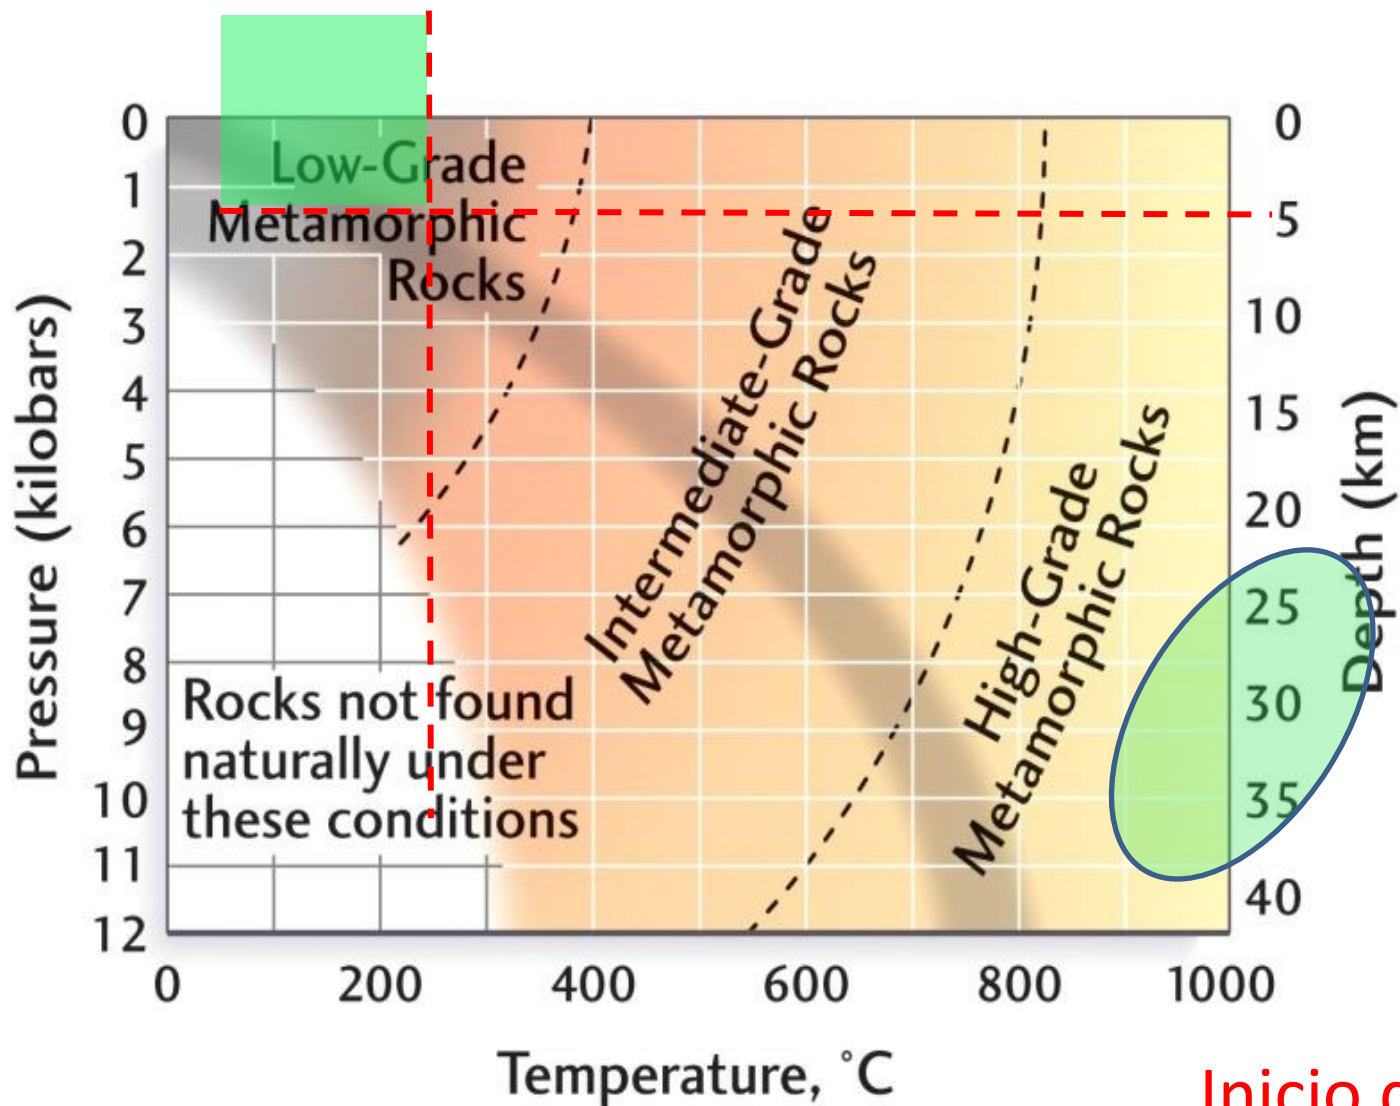 0
1
2
3
4
5
6
7
8
9
10
11
12
Pressure (kilobars)
Low-Grade
Metamorphic
Rocks
Intermediate-Grade
Metamorphic Rocks
High-Grade
Metamorphic Rocks
Rocks not found
naturally under
these conditions
0
5
10
15
20
25
30
35
40
Depth (km)
0 200 400 600 800 1000
Temperature, °C
Inicio